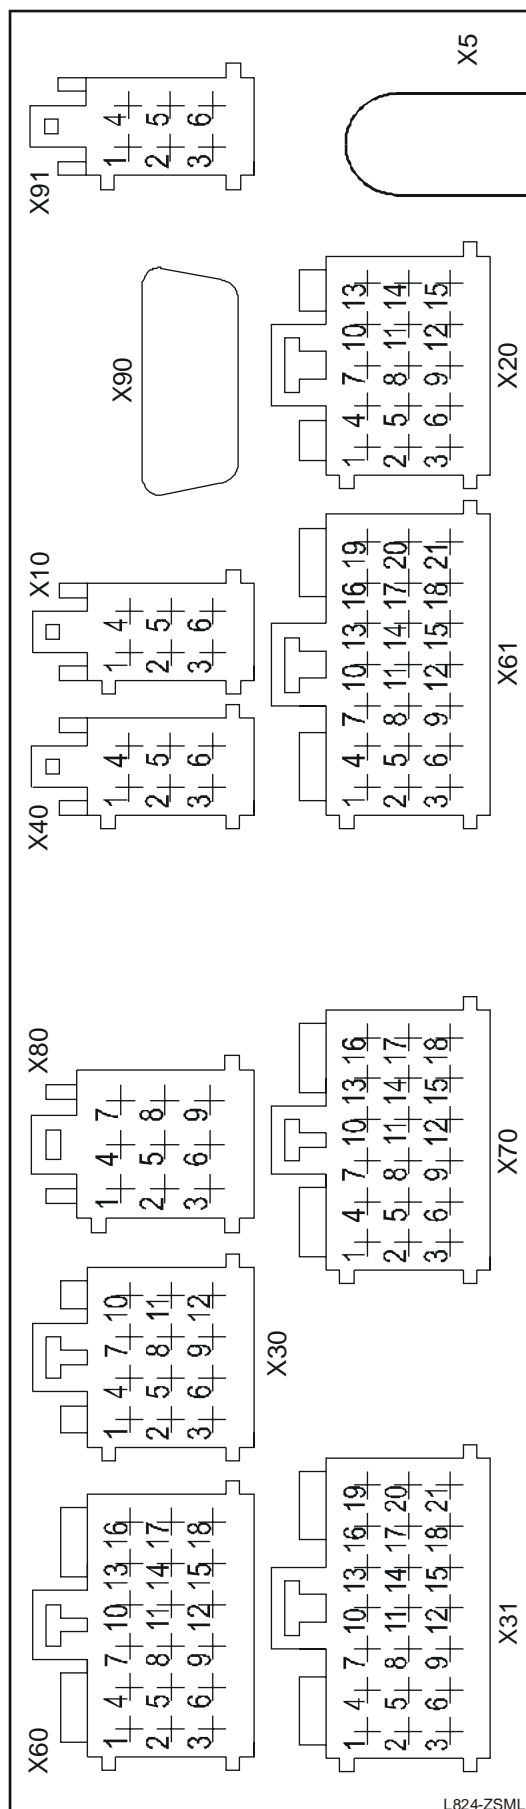 X60
1 4 7 10 13 16
2 5 8 11 14 17
3 6 9 12 15 18
X30
1 4 7 10
2 5 8 11
3 6 9 12
X80
1 4 7
2 5 8
3 6 9
X40
1 4
2 5
3 6
X10
1 4
2 5
3 6
X90
X91
1 4
2 5
3 6
X31
1 4 7 10 13 16 19
2 5 8 11 14 17 20
3 6 9 12 15 18 21
X70
1 4 7 10 13 16
2 5 8 11 14 17
3 6 9 12 15 18
X61
1 4 7 10 13 16 19
2 5 8 11 14 17 20
3 6 9 12 15 18 21
X20
1 4 7 10 13
2 5 8 11 14
3 6 9 12 15
X5
L824-ZSML